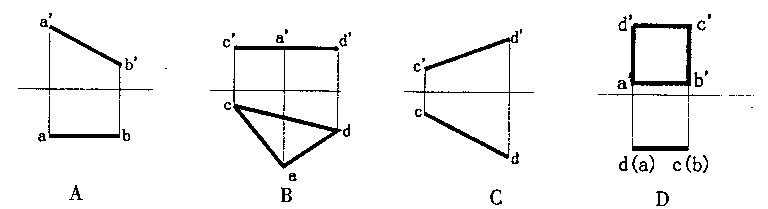 a' b'
a b
A
c' a' d'
c d
a
B
c' d'
c d
C
d' c'
a' b'
d(a) c(b)
D